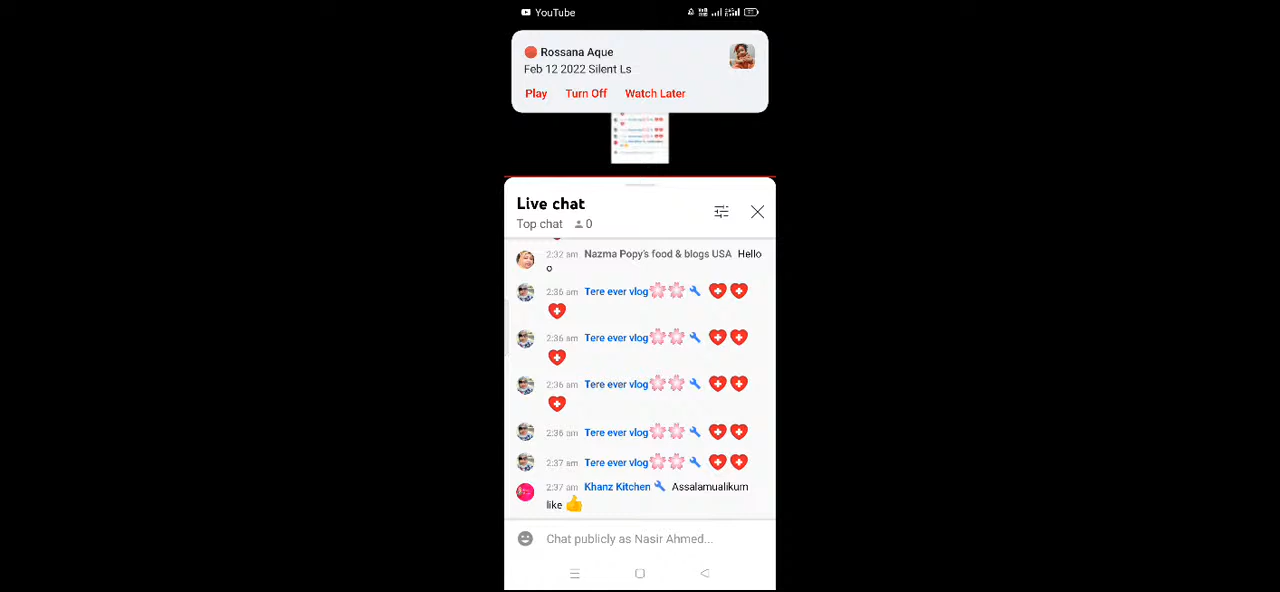 YouTube
Rossana Aque
Feb 12 2022 Silent Ls
Play Turn Off Watch Later
Live chat
Top chat 0
2:32 am Nazma Popy's food & blogs USA Hello
o
2:36 am Tere ever vlog🌸🌸 
2:36 am Tere ever vlog🌸🌸 
2:36 am Tere ever vlog🌸🌸 
2:36 am Tere ever vlog🌸🌸 
2:37 am Tere ever vlog🌸🌸 
2:37 am Khanz Kitchen Assalamualikum
like 👍
Chat publicly as Nasir Ahmed...